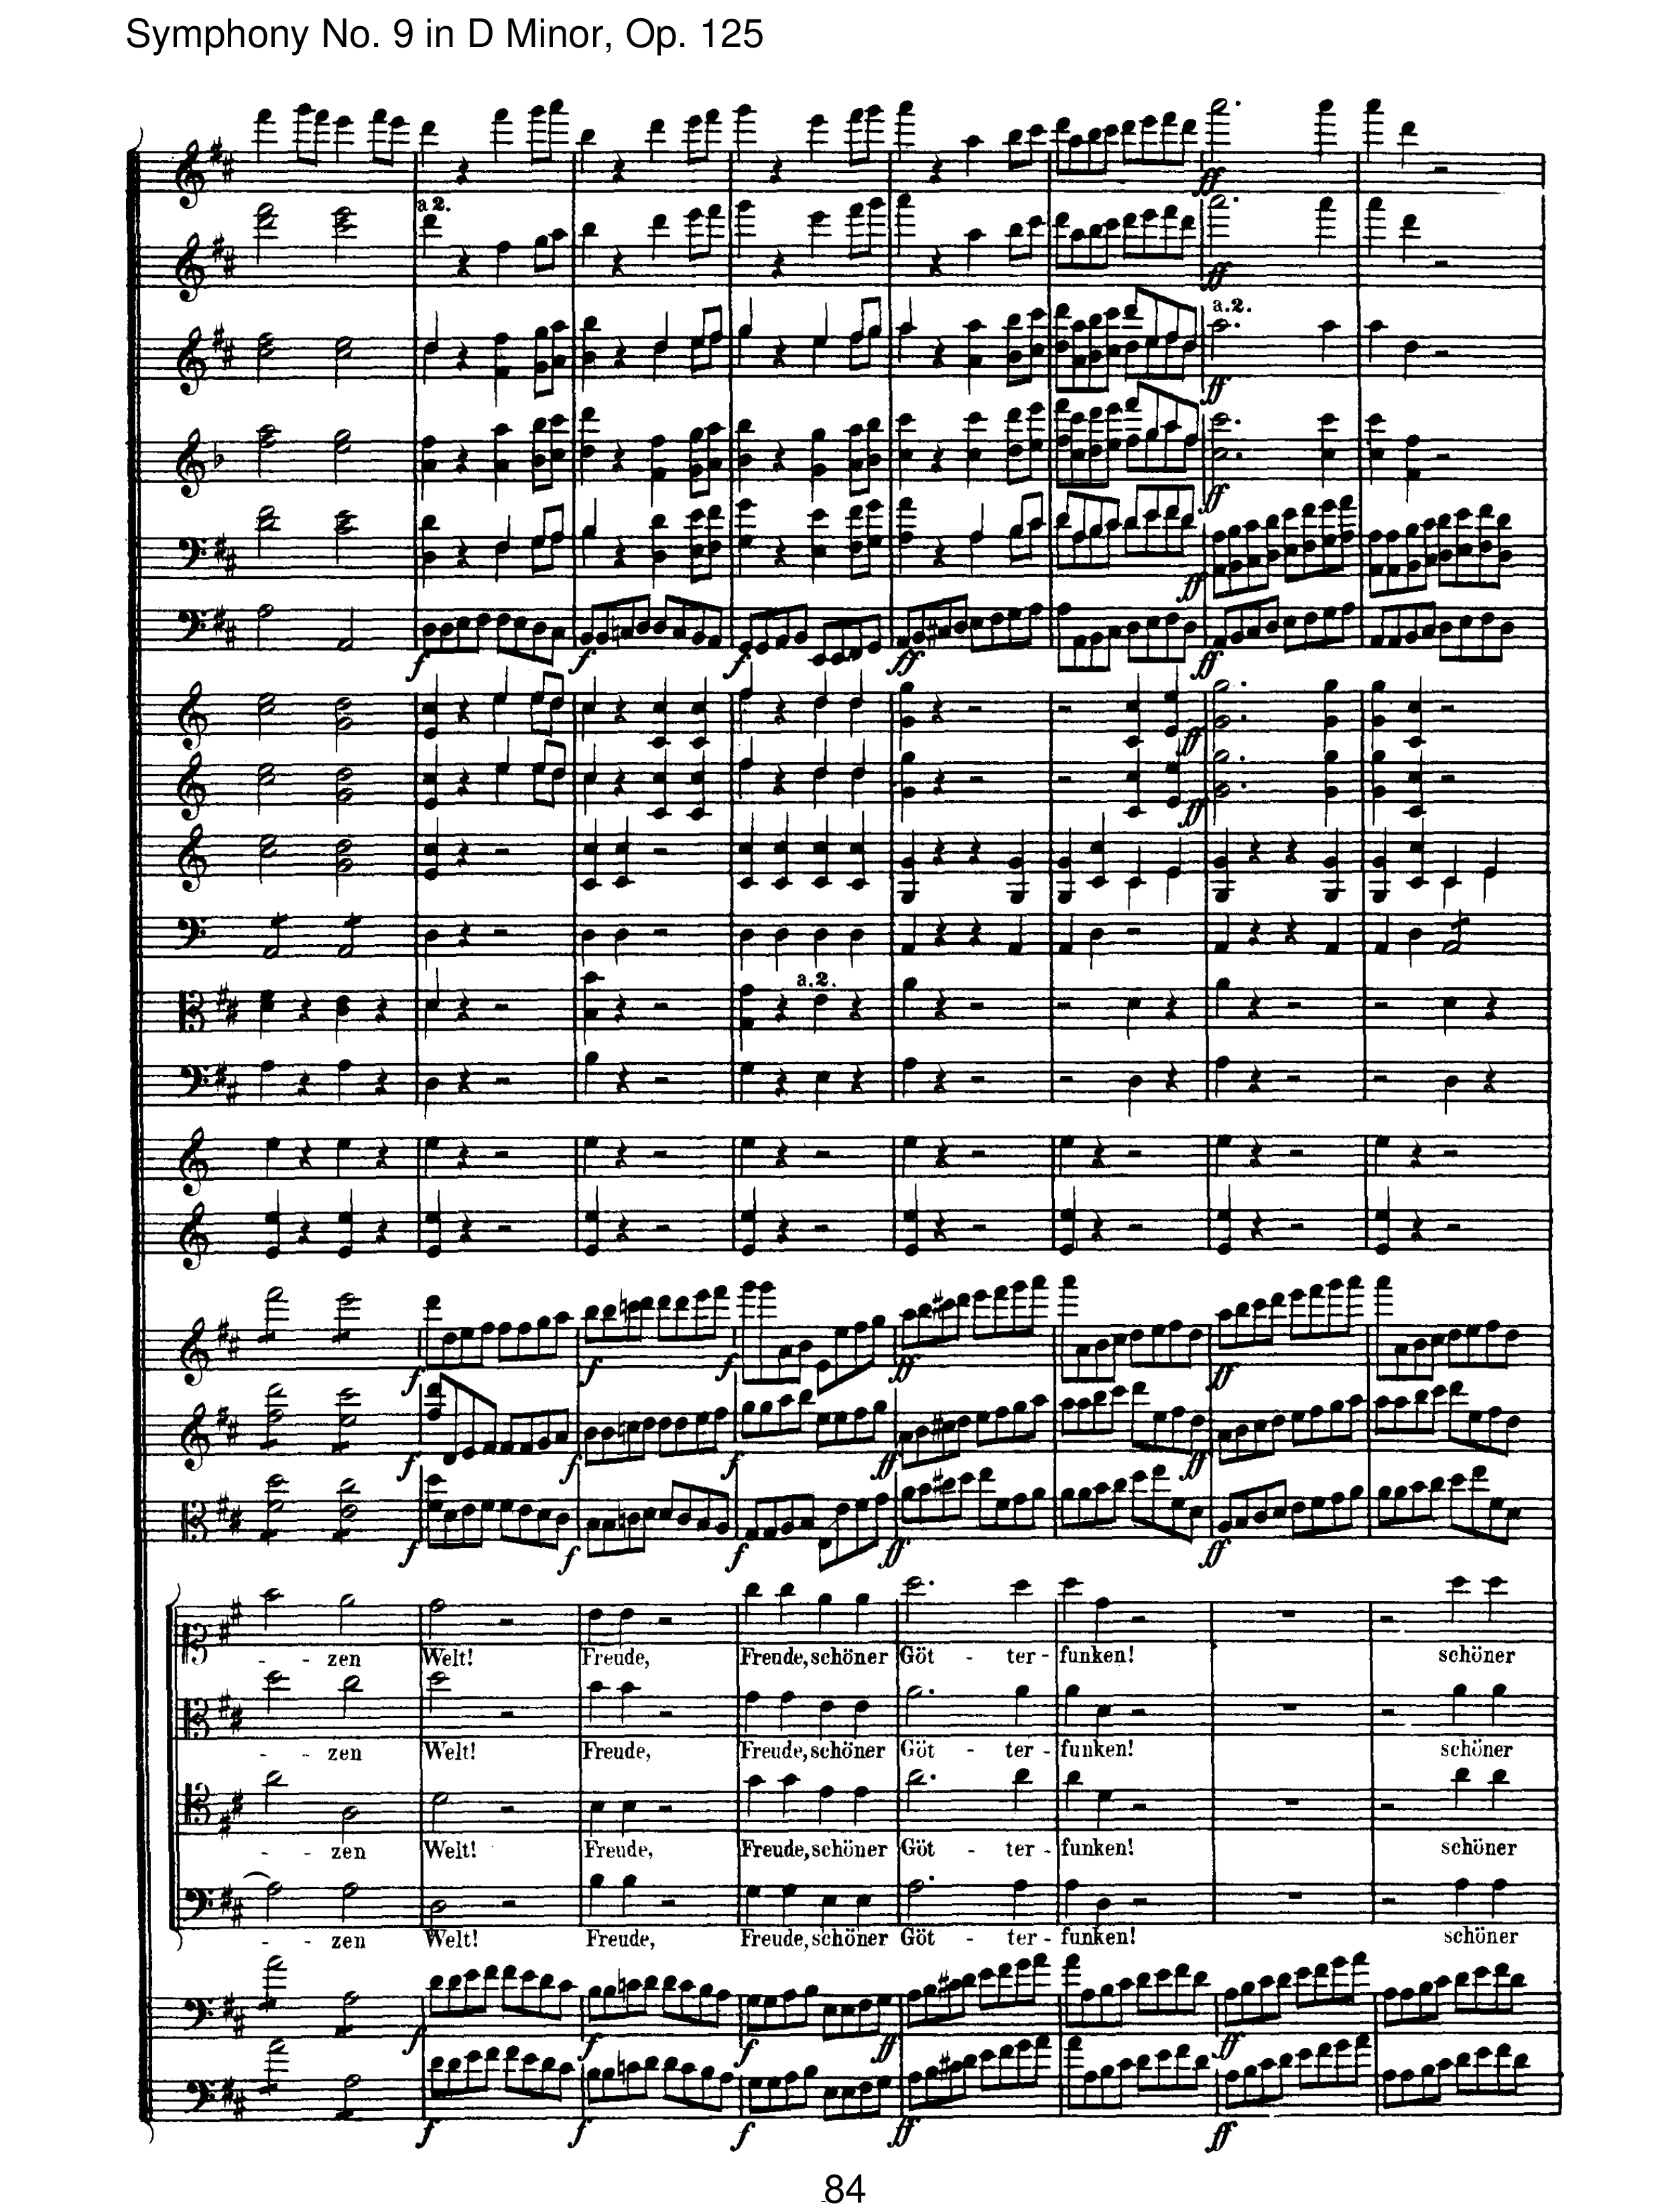 Symphony No. 9 in D Minor, Op. 125
ff
a 2.
ff
a.2.
ff
ff
ff
f f f ff ff
ff
ff
a.2.
f f f ff ff
f f f ff ff
f f f ff ff
- - zen Welt! Freude, Freude, schöner Göt - ter - funken! schöner
- - zen Welt! Freude, Freude, schöner Göt - ter - funken! schöner
- - zen Welt! Freude, Freude, schöner Göt - ter - funken! schöner
- - zen Welt! Freude, Freude, schöner Göt - ter - funken! schöner
f f f ff ff
f f f ff ff
84